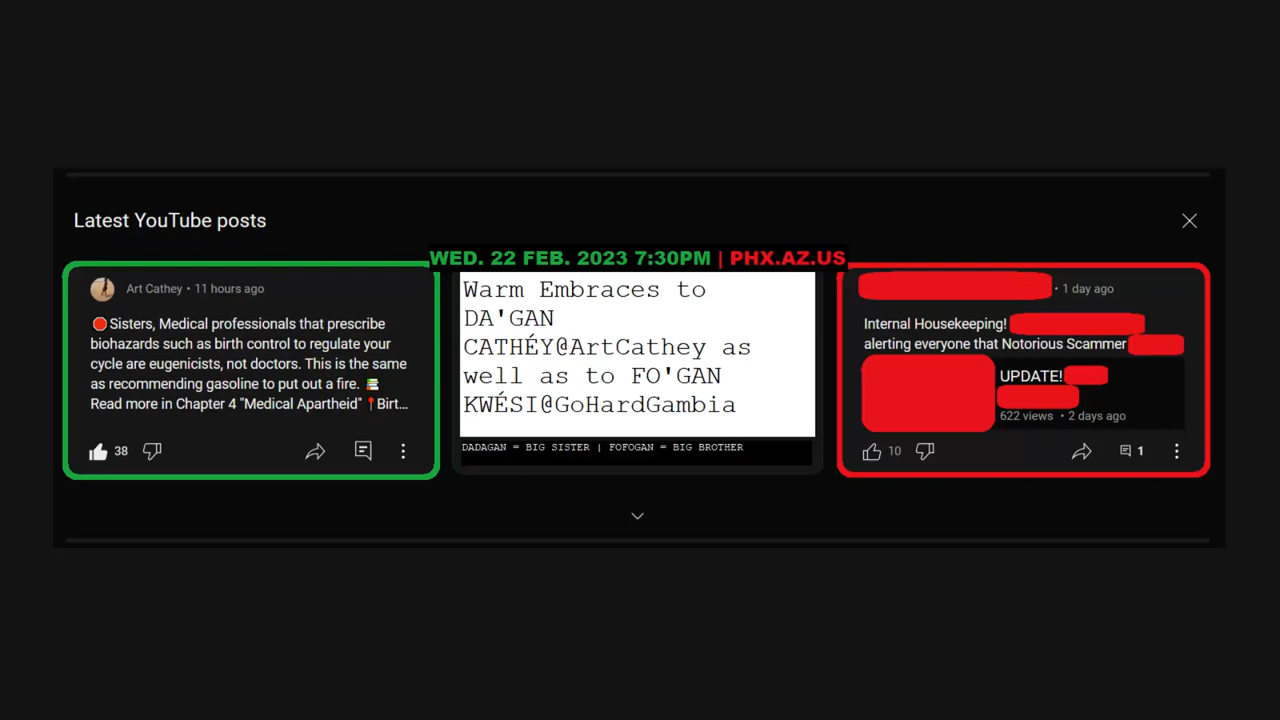 Latest YouTube posts
WED. 22 FEB. 2023 7:30PM | PHX.AZ.US
Art Cathey • 11 hours ago
🛑Sisters, Medical professionals that prescribe
biohazards such as birth control to regulate your
cycle are eugenicists, not doctors. This is the same
as recommending gasoline to put out a fire. 📚
Read more in Chapter 4 "Medical Apartheid" 📍Birt...
38
Warm Embraces to
DA'GAN
CATHÉY@ArtCathey as
well as to FO'GAN
KWÉSI@GoHardGambia
DADAGAN = BIG SISTER | FOFOGAN = BIG BROTHER
• 1 day ago
Internal Housekeeping!
alerting everyone that Notorious Scammer
UPDATE!
622 views • 2 days ago
10
1